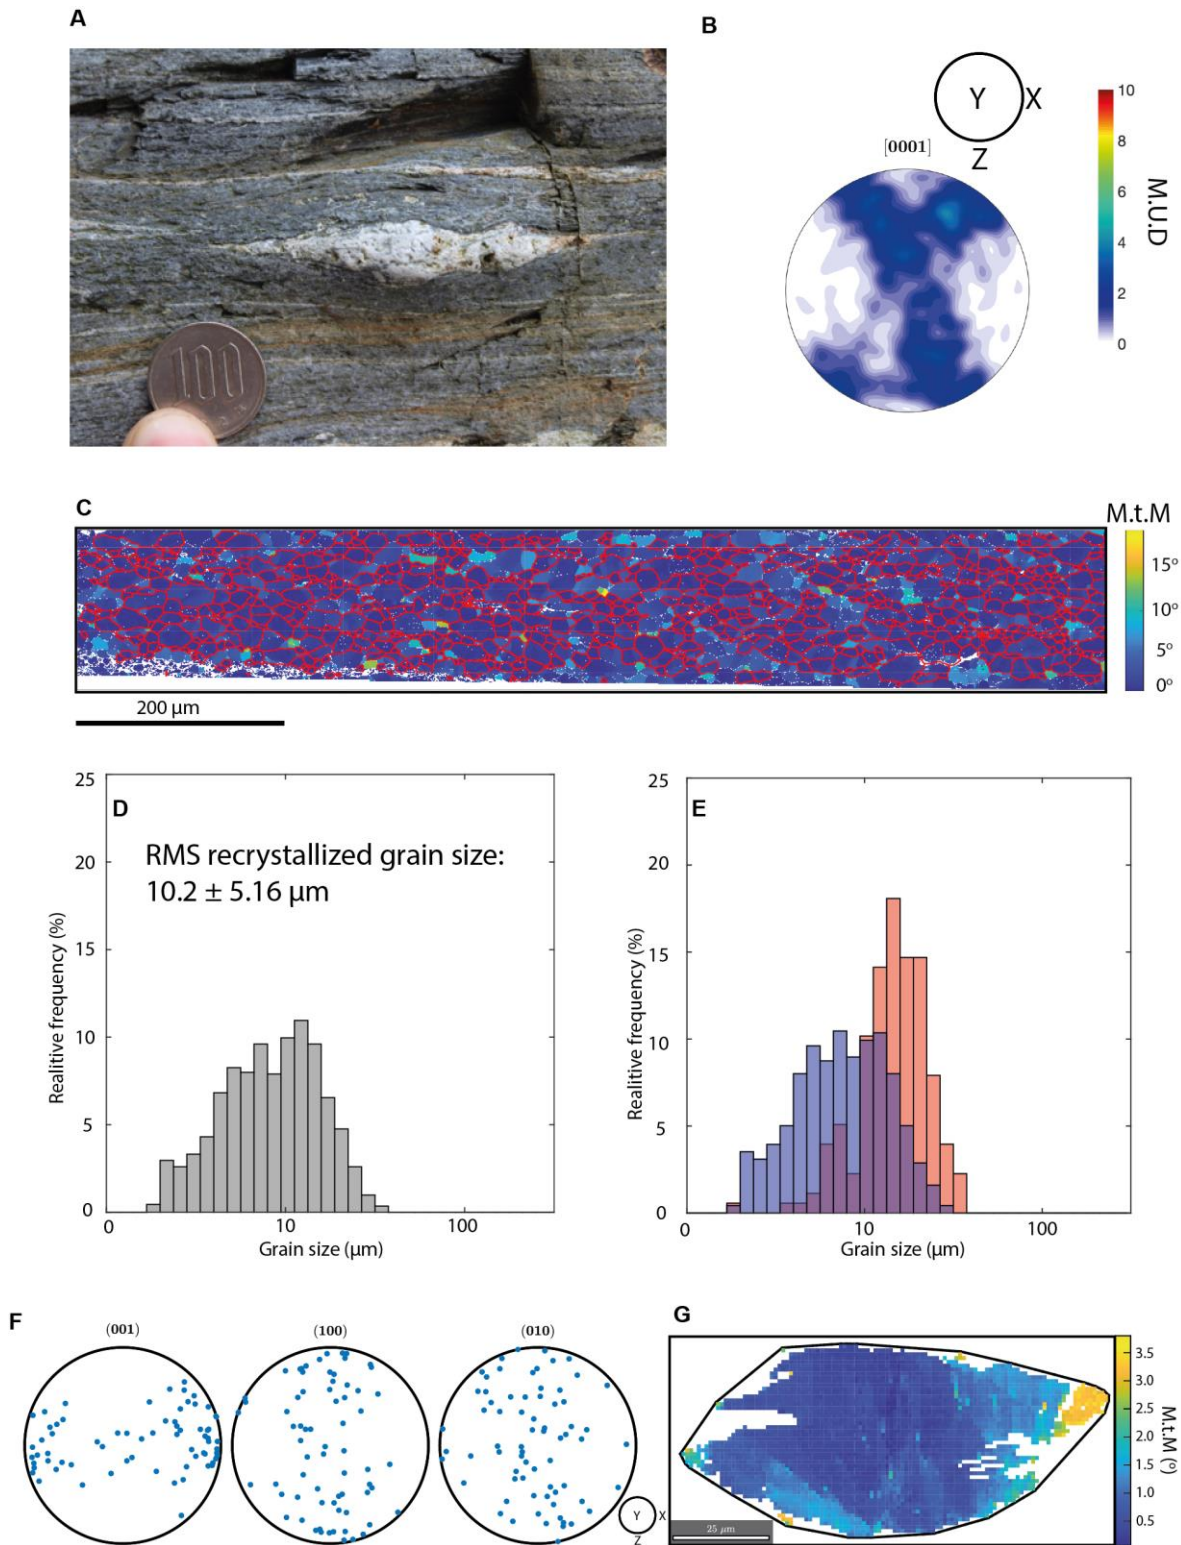 A
100
B
Y
X
Z
[0001]
10
8
6
4
2
0
M.U.D
C
M.t.M
15°
10°
5°
0°
200 µm
D
RMS recrystallized grain size:
10.2 ± 5.16 µm
25
20
15
10
5
0
Realitive frequency (%)
0
10
100
Grain size (µm)
E
25
20
15
10
5
0
Realitive frequency (%)
0
10
100
Grain size (µm)
F
(001)
(100)
(010)
Y
X
Z
G
25 µm
3.5
3.0
2.5
2.0
1.5
1.0
0.5
M.t.M (°)